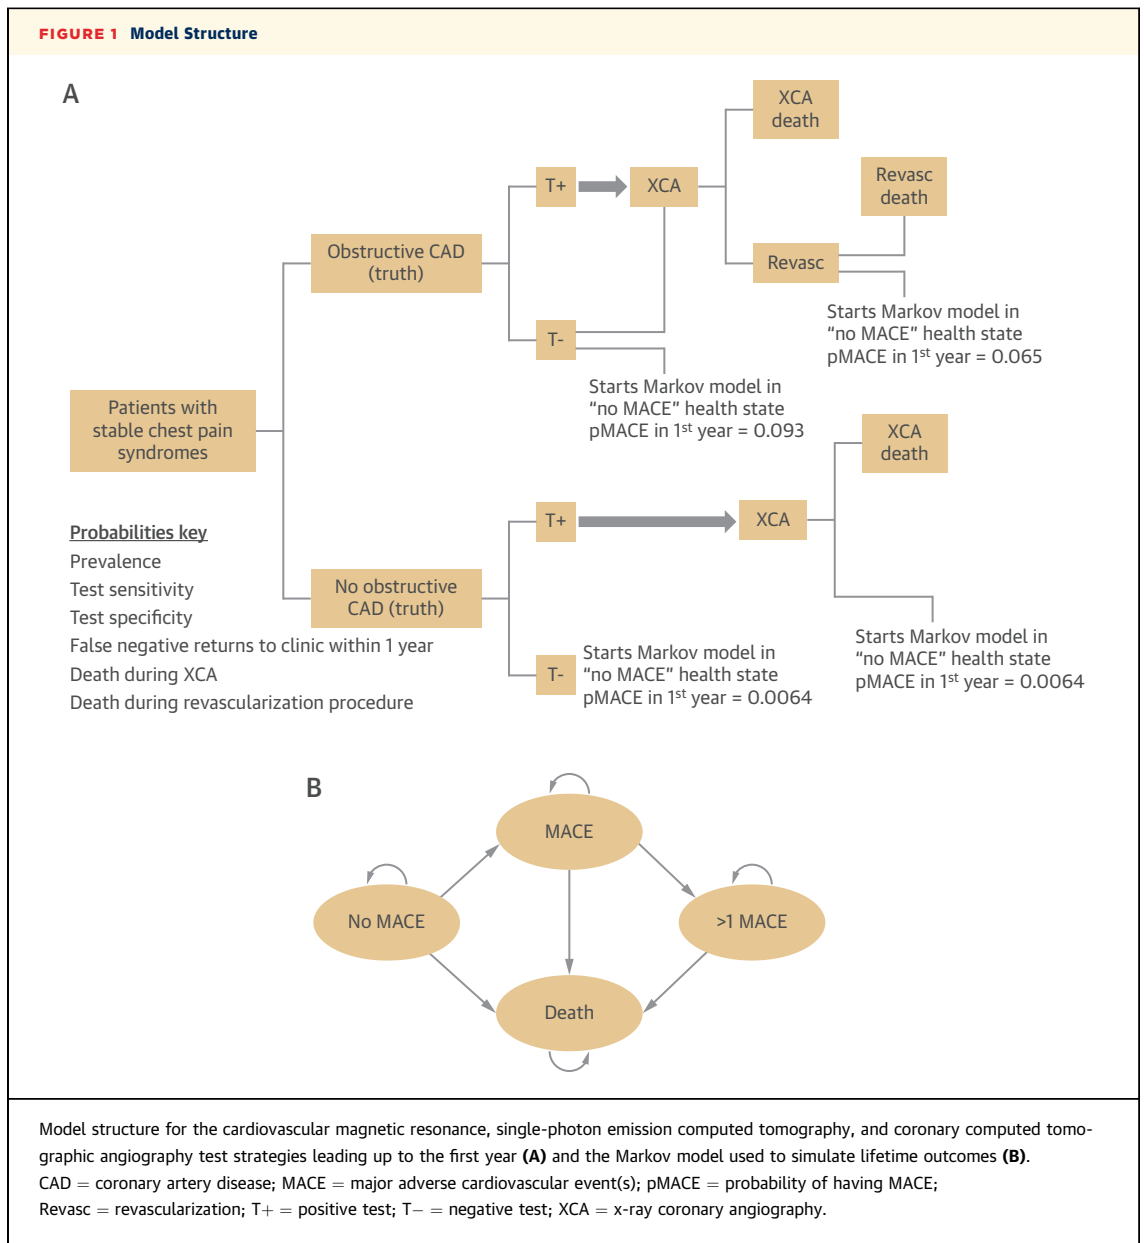 FIGURE 1 Model Structure
A
XCA
death
Revasc
death
T+
XCA
Obstructive CAD
(truth)
Revasc
T-
Starts Markov model in
“no MACE” health state
pMACE in 1st year = 0.065
Starts Markov model in
“no MACE” health state
pMACE in 1st year = 0.093
Patients with
stable chest pain
syndromes
XCA
death
T+
XCA
Probabilities key
Prevalence
Test sensitivity
Test specificity
False negative returns to clinic within 1 year
Death during XCA
Death during revascularization procedure
No obstructive
CAD (truth)
T-
Starts Markov model in
“no MACE” health state
pMACE in 1st year = 0.0064
Starts Markov model in
“no MACE” health state
pMACE in 1st year = 0.0064
B
MACE
No MACE
>1 MACE
Death
Model structure for the cardiovascular magnetic resonance, single-photon emission computed tomography, and coronary computed tomo-
graphic angiography test strategies leading up to the first year (A) and the Markov model used to simulate lifetime outcomes (B).
CAD = coronary artery disease; MACE = major adverse cardiovascular event(s); pMACE = probability of having MACE;
Revasc = revascularization; T+ = positive test; T− = negative test; XCA = x-ray coronary angiography.